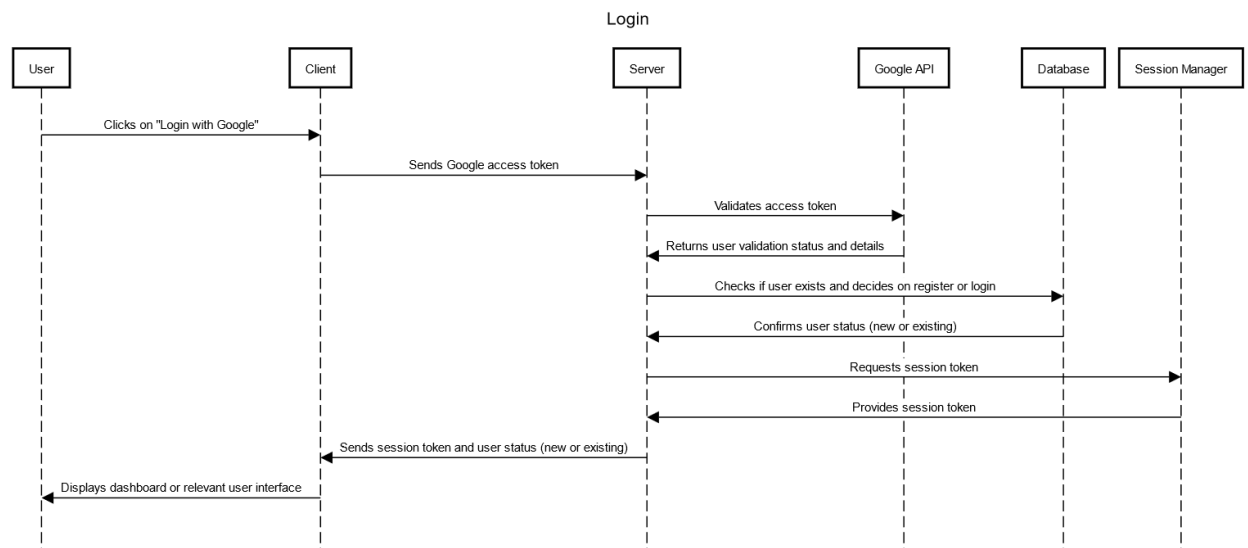 Login
User
Client
Server
Google API
Database
Session Manager
Clicks on "Login with Google"
Sends Google access token
Validates access token
Returns user validation status and details
Checks if user exists and decides on register or login
Confirms user status (new or existing)
Requests session token
Provides session token
Sends session token and user status (new or existing)
Displays dashboard or relevant user interface